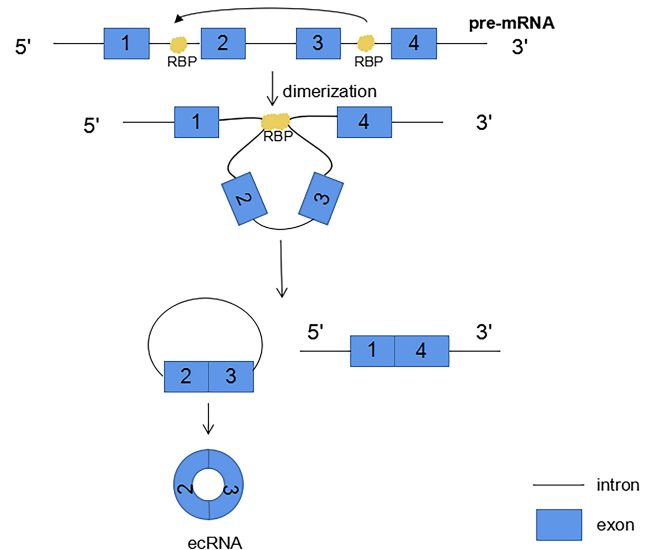 pre-mRNA
5' 1 2 3 4 3'
RBP RBP
dimerization
5' 1 4 3'
RBP
2 3
5' 3'
2 3 1 4
2 3
intron
exon
ecRNA